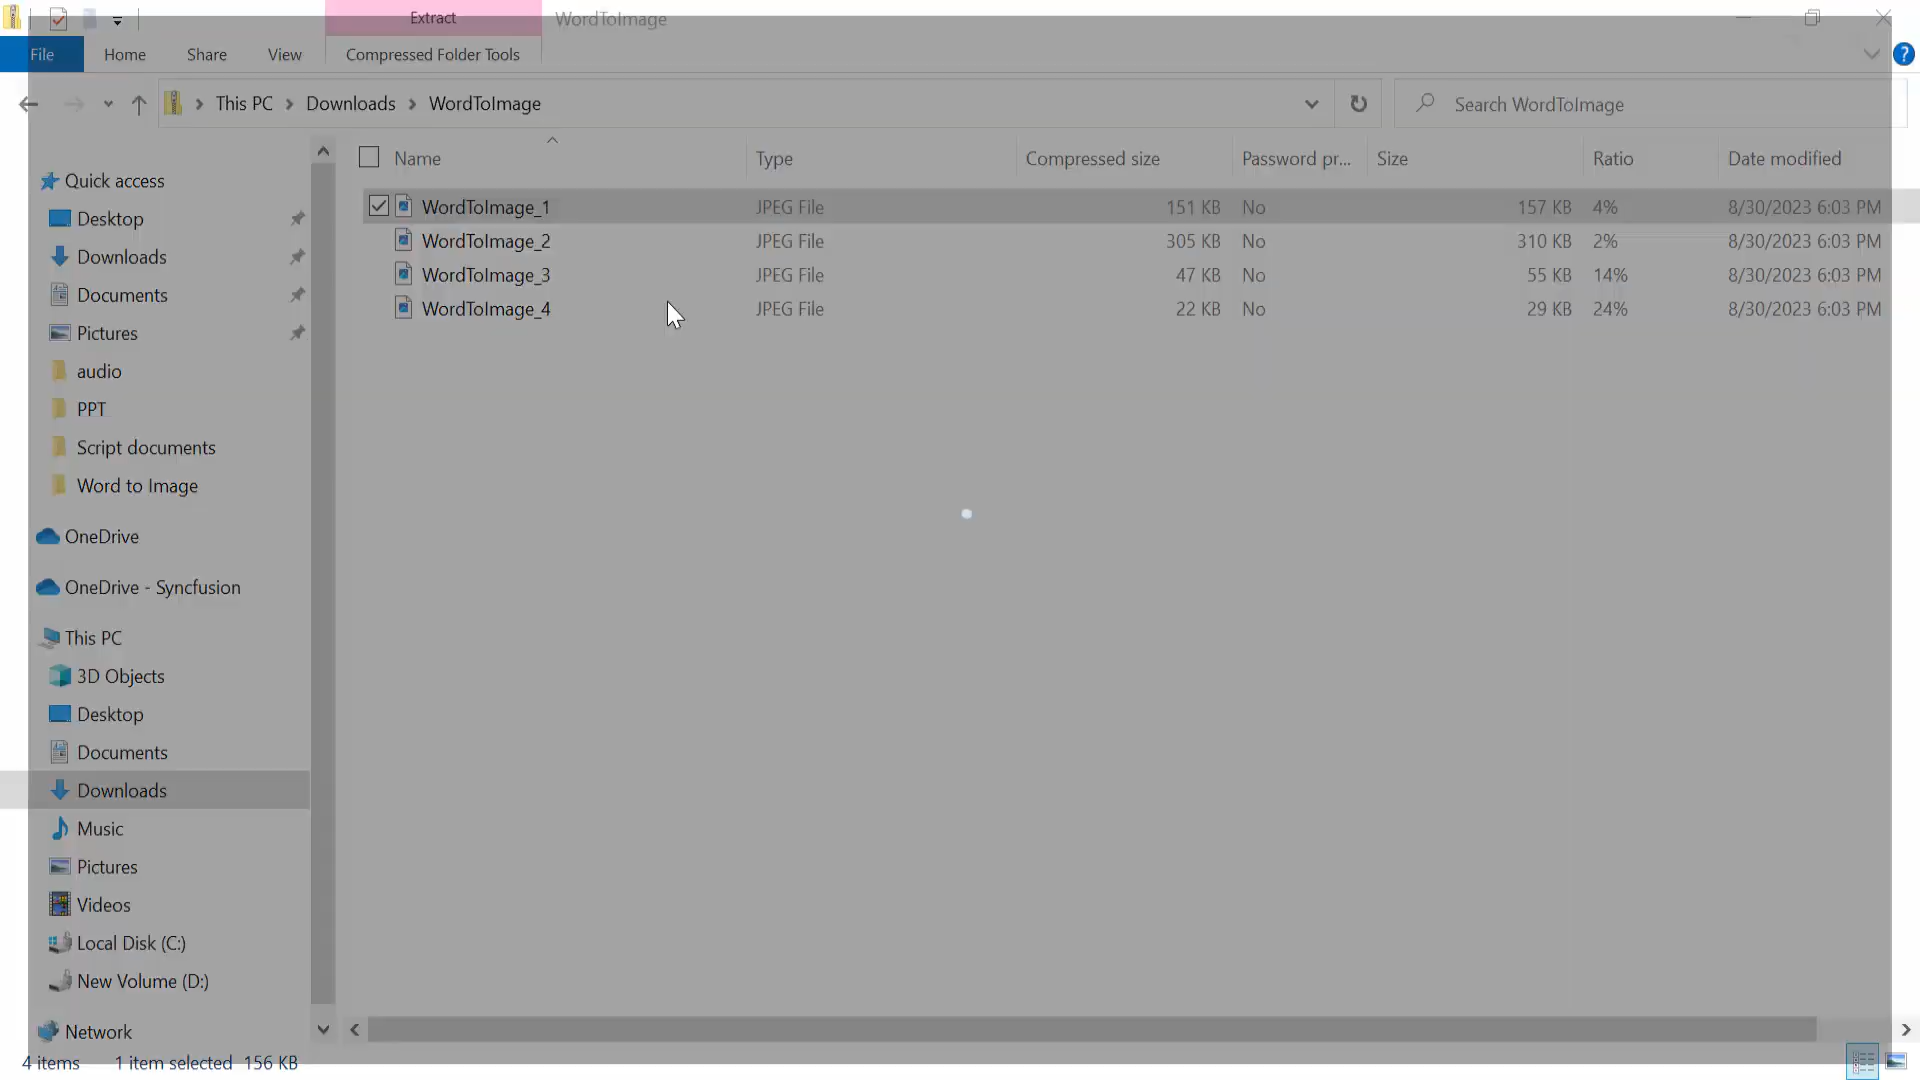 Extract WordToImage
File Home Share View Compressed Folder Tools ?
This PC Downloads WordToImage Search WordToImage
Name Type Compressed size Password pr... Size Ratio Date modified
WordToImage_1 JPEG File 151 KB No 157 KB 4% 8/30/2023 6:03 PM
WordToImage_2 JPEG File 305 KB No 310 KB 2% 8/30/2023 6:03 PM
WordToImage_3 JPEG File 47 KB No 55 KB 14% 8/30/2023 6:03 PM
WordToImage_4 JPEG File 22 KB No 29 KB 24% 8/30/2023 6:03 PM
Quick access
Desktop
Downloads
Documents
Pictures
audio
PPT
Script documents
Word to Image
OneDrive
OneDrive - Syncfusion
This PC
3D Objects
Desktop
Documents
Downloads
Music
Pictures
Videos
Local Disk (C:)
New Volume (D:)
Network
4 items 1 item selected 156 KB